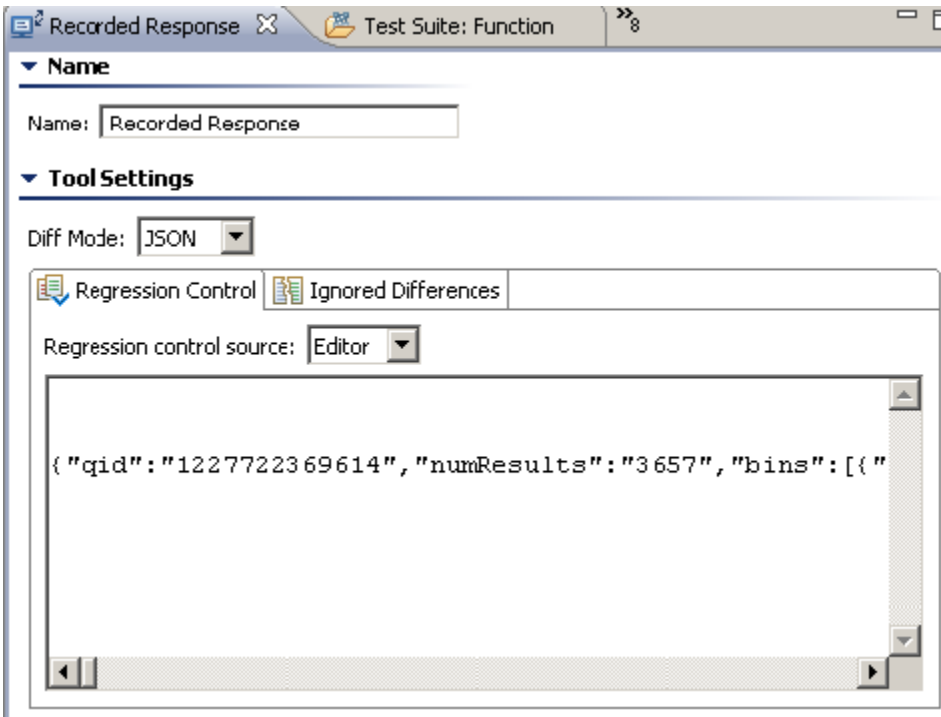 Recorded Response
Test Suite: Function
»8
Name
Name: Recorded Response
Tool Settings
Diff Mode: JSON
Regression Control
Ignored Differences
Regression control source: Editor
{"qid":"1227722369614","numResults":"3657","bins":[{"